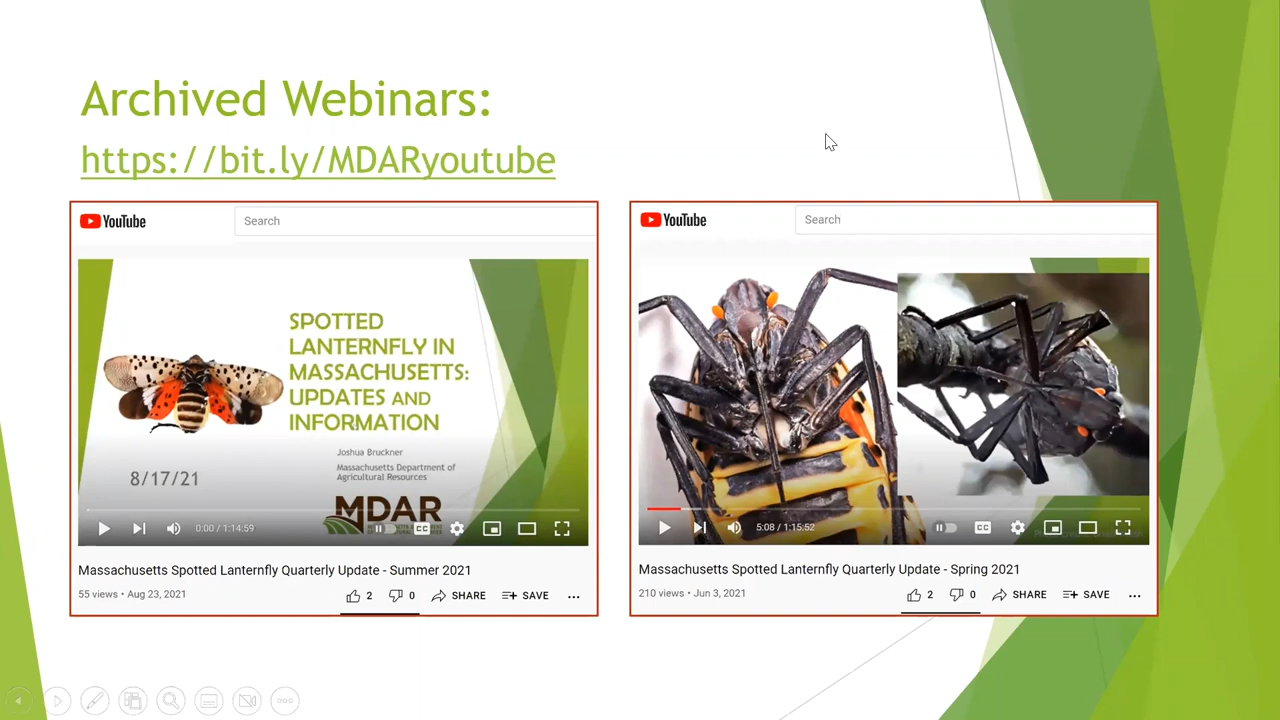 Archived Webinars:
https://bit.ly/MDARyoutube
YouTube
Search
SPOTTED
LANTERNFLY IN
MASSACHUSETTS:
UPDATES AND
INFORMATION
Joshua Bruckner
Massachusetts Department of
Agricultural Resources
8/17/21
MDAR
0:00 / 1:14:59
CC
Massachusetts Spotted Lanternfly Quarterly Update - Summer 2021
55 views • Aug 23, 2021
2
0
SHARE
SAVE
YouTube
Search
5:08 / 1:15:52
CC
Massachusetts Spotted Lanternfly Quarterly Update - Spring 2021
210 views • Jun 3, 2021
2
0
SHARE
SAVE